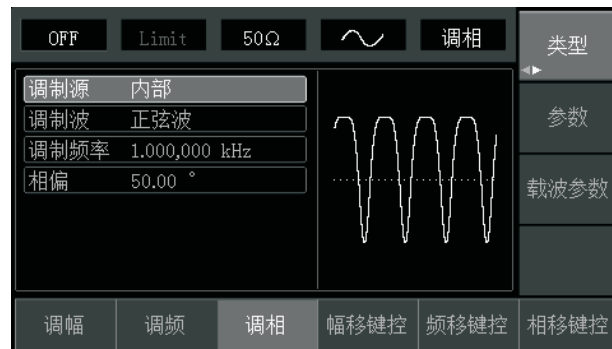 OFF Limit 50Ω 调相 类型
调制源 内部
调制波 正弦波
调制频率 1.000,000 kHz
相偏 50.00 °
参数
载波参数
调幅 调频 调相 幅移键控 频移键控 相移键控